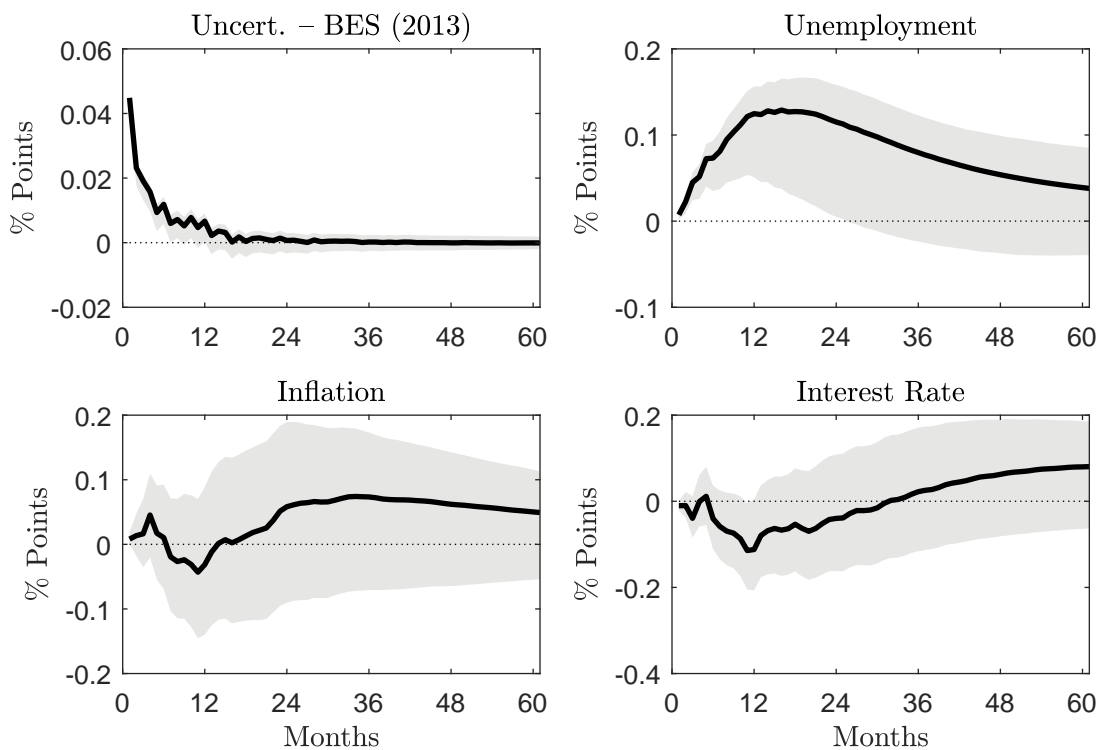 Uncert. – BES (2013)
% Points
0.06
0.04
0.02
0
-0.02
0 12 24 36 48 60
Unemployment
% Points
0.2
0.1
0
-0.1
0 12 24 36 48 60
Inflation
% Points
0.2
0.1
0
-0.1
-0.2
0 12 24 36 48 60
Months
Interest Rate
% Points
0.2
0
-0.2
-0.4
0 12 24 36 48 60
Months